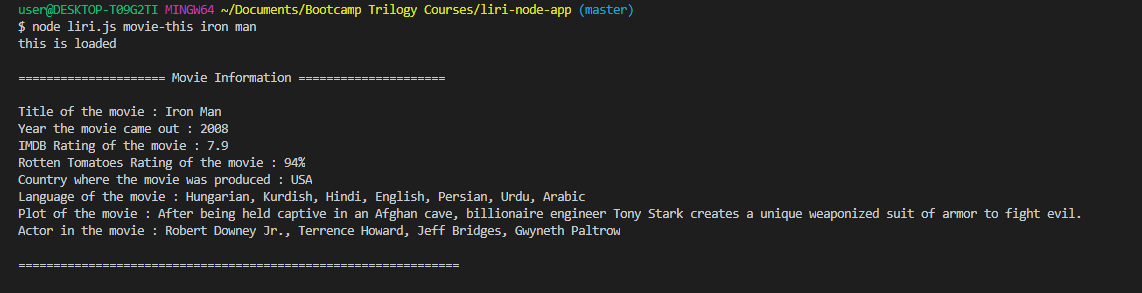 user@DESKTOP-T09G2TI MINGW64 ~/Documents/Bootcamp Trilogy Courses/liri-node-app (master)
$ node liri.js movie-this iron man
this is loaded
===================== Movie Information =====================
Title of the movie : Iron Man
Year the movie came out : 2008
IMDB Rating of the movie : 7.9
Rotten Tomatoes Rating of the movie : 94%
Country where the movie was produced : USA
Language of the movie : Hungarian, Kurdish, Hindi, English, Persian, Urdu, Arabic
Plot of the movie : After being held captive in an Afghan cave, billionaire engineer Tony Stark creates a unique weaponized suit of armor to fight evil.
Actor in the movie : Robert Downey Jr., Terrence Howard, Jeff Bridges, Gwyneth Paltrow
===============================================================